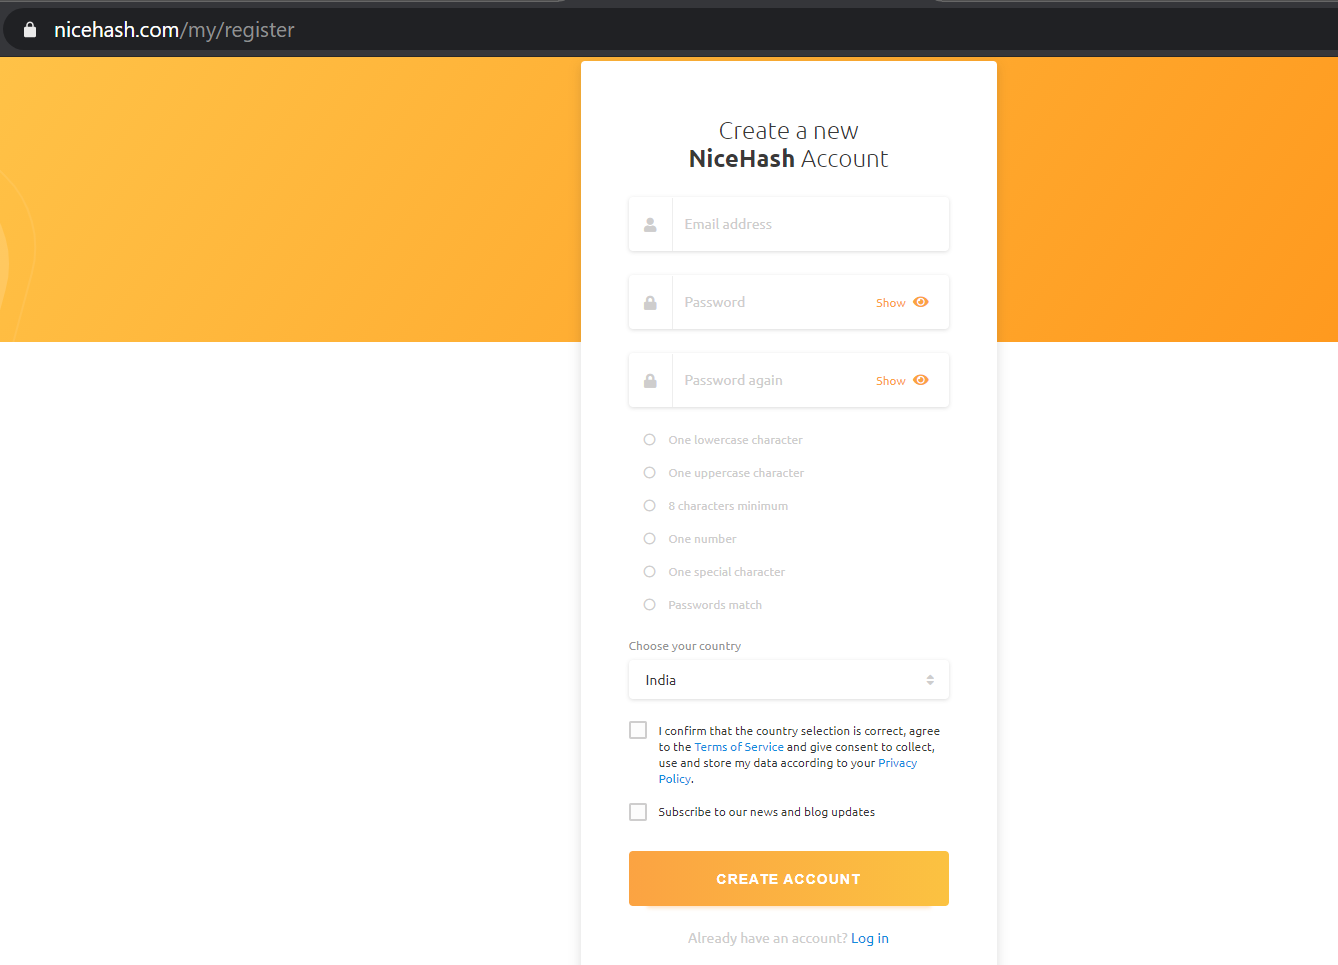 nicehash.com/my/register
Create a new
NiceHash Account
Email address
Password
Show
Password again
Show
One lowercase character
One uppercase character
8 characters minimum
One number
One special character
Passwords match
Choose your country
India
I confirm that the country selection is correct, agree
to the Terms of Service and give consent to collect,
use and store my data according to your Privacy
Policy.
Subscribe to our news and blog updates
CREATE ACCOUNT
Already have an account? Log in